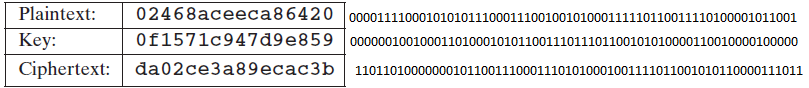 Plaintext: 02468aceeca86420 0000111100010101011100011100100101000111110110011110100001011001
Key: 0f1571c947d9e859 0000001001000110100010101100111011101100101010000110010000100000
Ciphertext: da02ce3a89ecac3b 1101101000000010110011100011101010001001111011001010110000111011